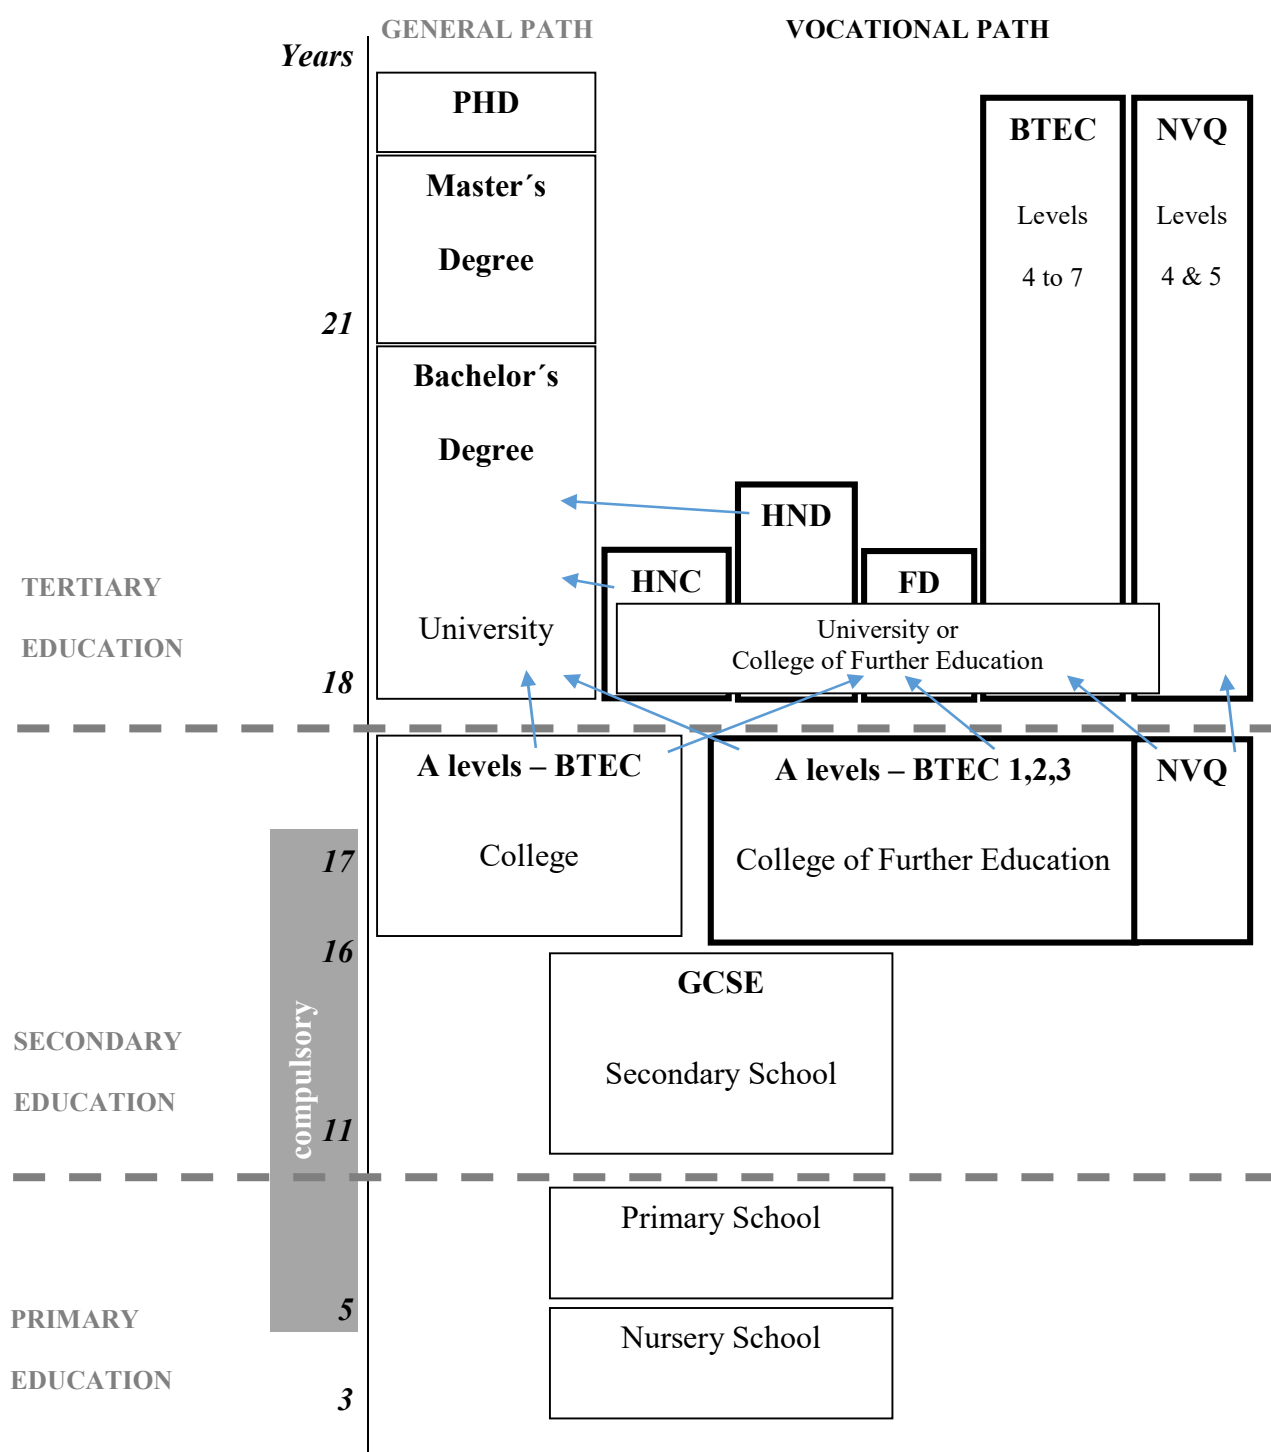 GENERAL PATH
VOCATIONAL PATH
Years
PHD
BTEC
NVQ
Master´s
Degree
Levels
4 to 7
Levels
4 & 5
21
Bachelor´s
Degree
HND
HNC
FD
TERTIARY
EDUCATION
University
University or
College of Further Education
18
A levels – BTEC
A levels – BTEC 1,2,3
NVQ
17
College
College of Further Education
16
GCSE
compulsory
SECONDARY
EDUCATION
Secondary School
11
Primary School
5
PRIMARY
EDUCATION
Nursery School
3